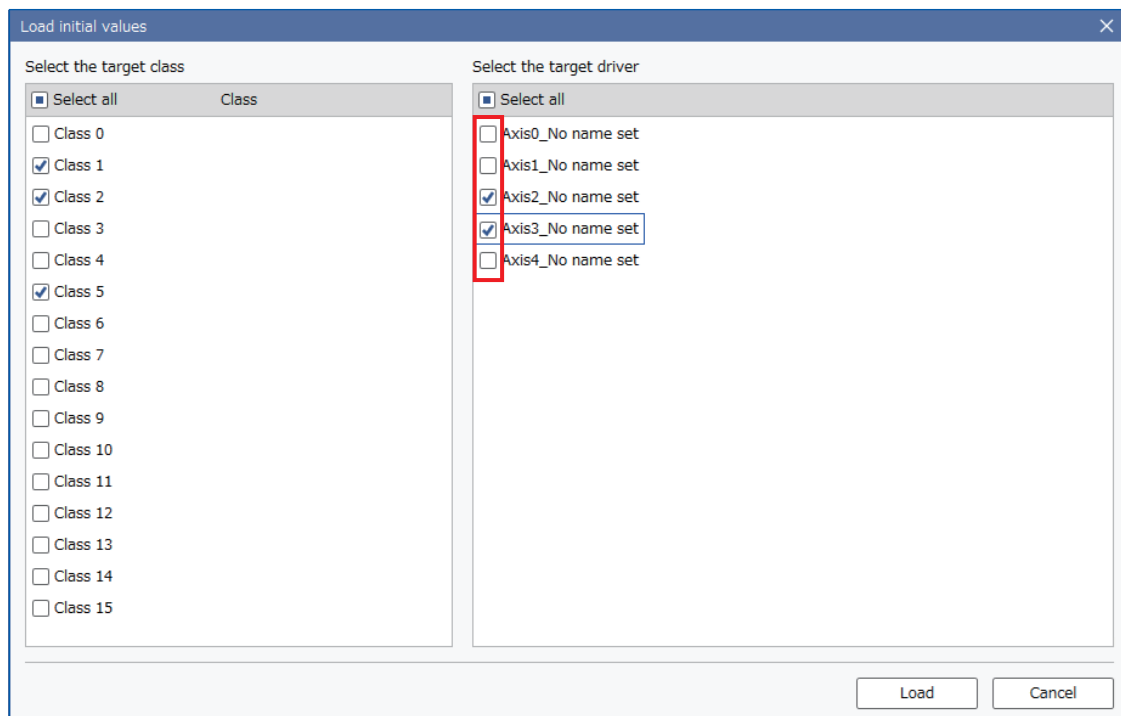 Load initial values
Select the target class
Select all Class
Class 0
Class 1
Class 2
Class 3
Class 4
Class 5
Class 6
Class 7
Class 8
Class 9
Class 10
Class 11
Class 12
Class 13
Class 14
Class 15
Select the target driver
Select all
Axis0_No name set
Axis1_No name set
Axis2_No name set
Axis3_No name set
Axis4_No name set
Load Cancel